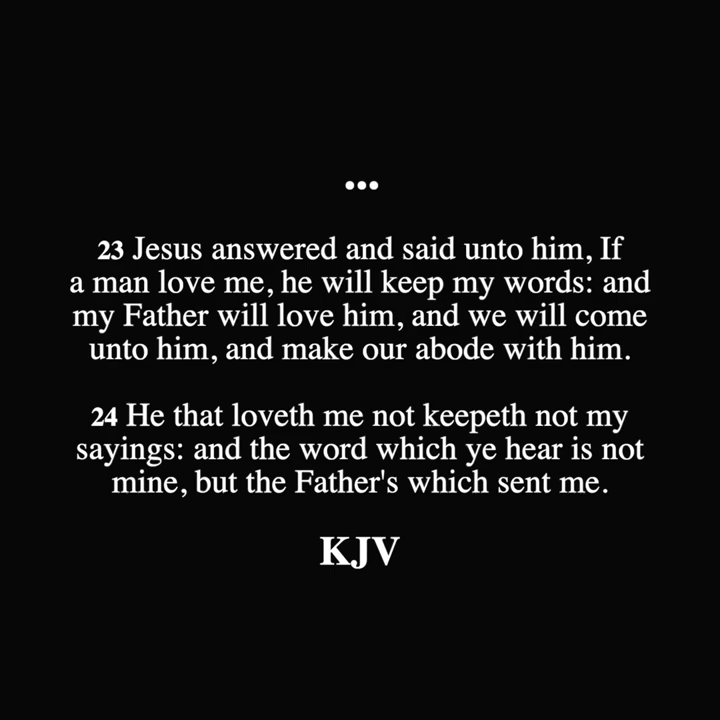 •••
23 Jesus answered and said unto him, If
a man love me, he will keep my words: and
my Father will love him, and we will come
unto him, and make our abode with him.
24 He that loveth me not keepeth not my
sayings: and the word which ye hear is not
mine, but the Father's which sent me.
KJV